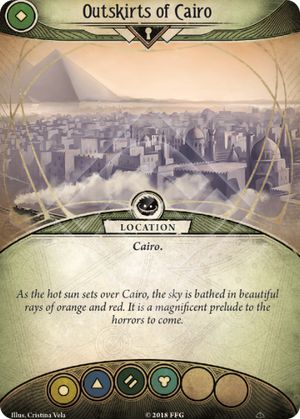 Outskirts of Cairo
LOCATION
Cairo.
As the hot sun sets over Cairo, the sky is bathed in beautiful
rays of orange and red. It is a magnificent prelude to the
horrors to come.
Illus. Cristina Vela
© 2018 FFG